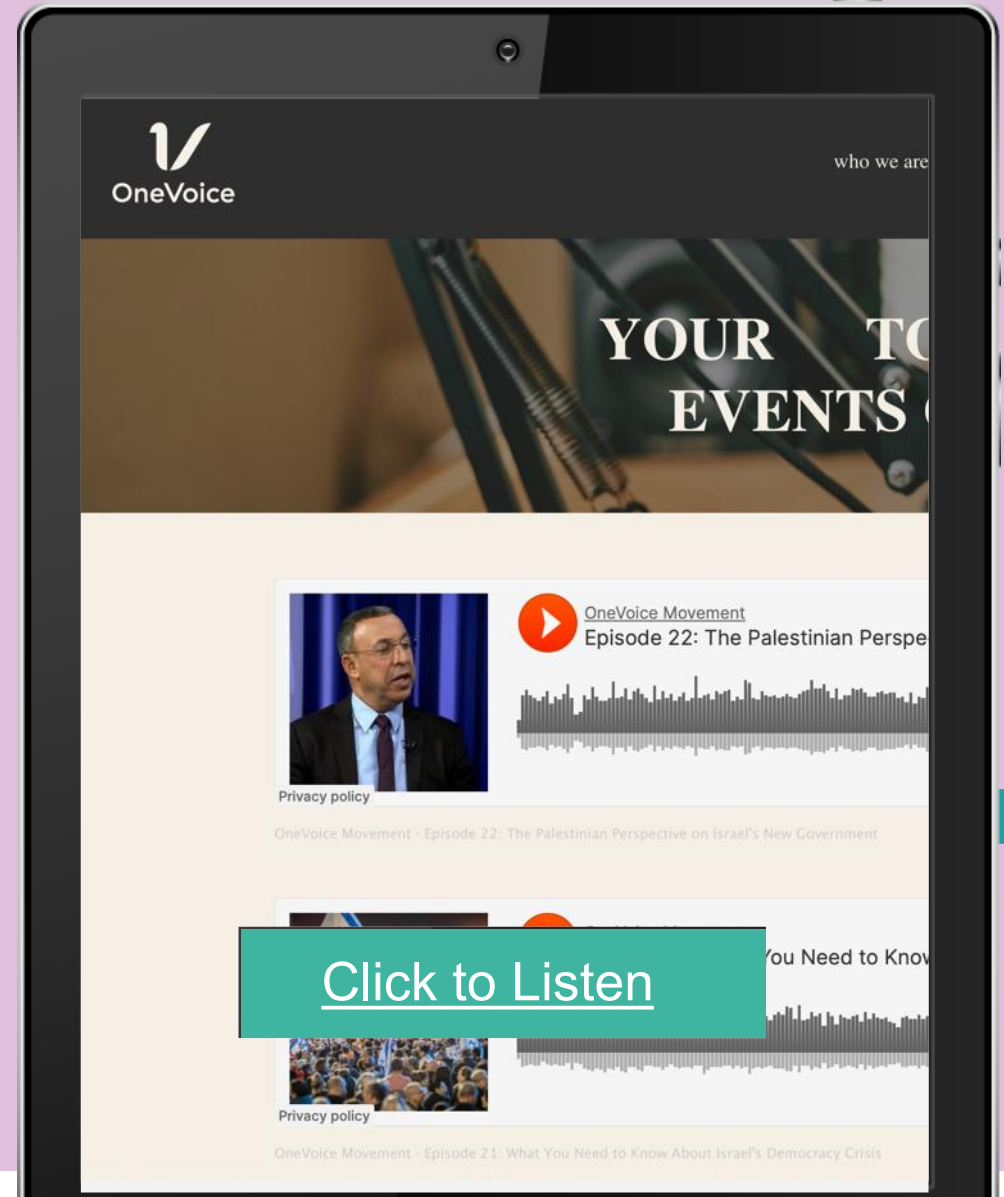 OneVoice
who we are
YOUR TO
EVENTS
OneVoice Movement
Episode 22: The Palestinian Perspe
Privacy policy
OneVoice Movement · Episode 22: The Palestinian Perspective on Israel's New Government
You Need to Know
Click to Listen
Privacy policy
OneVoice Movement · Episode 21: What You Need to Know About Israel's Democracy Crisis